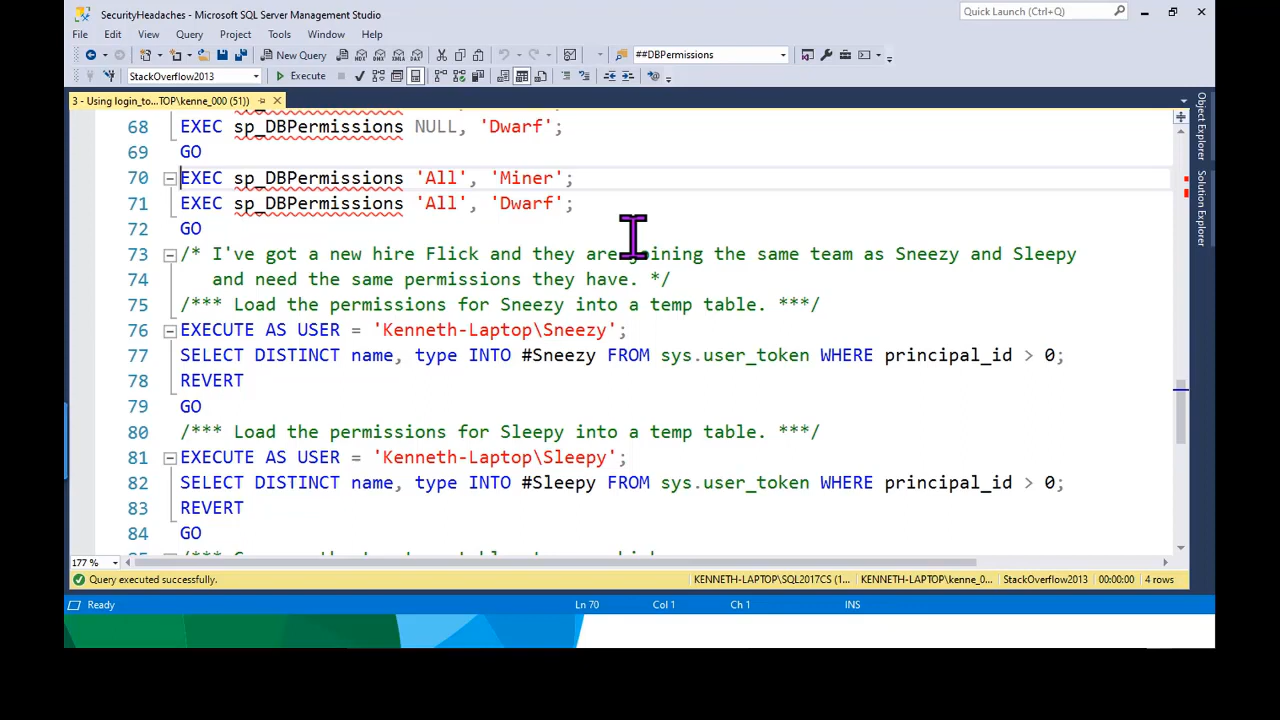 SecurityHeadaches - Microsoft SQL Server Management Studio
Quick Launch (Ctrl+Q)
File Edit View Query Project Tools Window Help
New Query
##DBPermissions
StackOverflow2013
Execute
3 - Using login_to...TOP\kenne_000 (51))
Object Explorer
Solution Explorer
68 EXEC sp_DBPermissions NULL, 'Dwarf';
69 GO
70 EXEC sp_DBPermissions 'All', 'Miner';
71 EXEC sp_DBPermissions 'All', 'Dwarf';
72 GO
73 /* I've got a new hire Flick and they are joining the same team as Sneezy and Sleepy
74 and need the same permissions they have. */
75 /*** Load the permissions for Sneezy into a temp table. ***/
76 EXECUTE AS USER = 'Kenneth-Laptop\Sneezy';
77 SELECT DISTINCT name, type INTO #Sneezy FROM sys.user_token WHERE principal_id > 0;
78 REVERT
79 GO
80 /*** Load the permissions for Sleepy into a temp table. ***/
81 EXECUTE AS USER = 'Kenneth-Laptop\Sleepy';
82 SELECT DISTINCT name, type INTO #Sleepy FROM sys.user_token WHERE principal_id > 0;
83 REVERT
84 GO
177 %
Query executed successfully.
KENNETH-LAPTOP\SQL2017CS (1... KENNETH-LAPTOP\kenne_0... StackOverflow2013 00:00:00 4 rows
Ready Ln 70 Col 1 Ch 1 INS